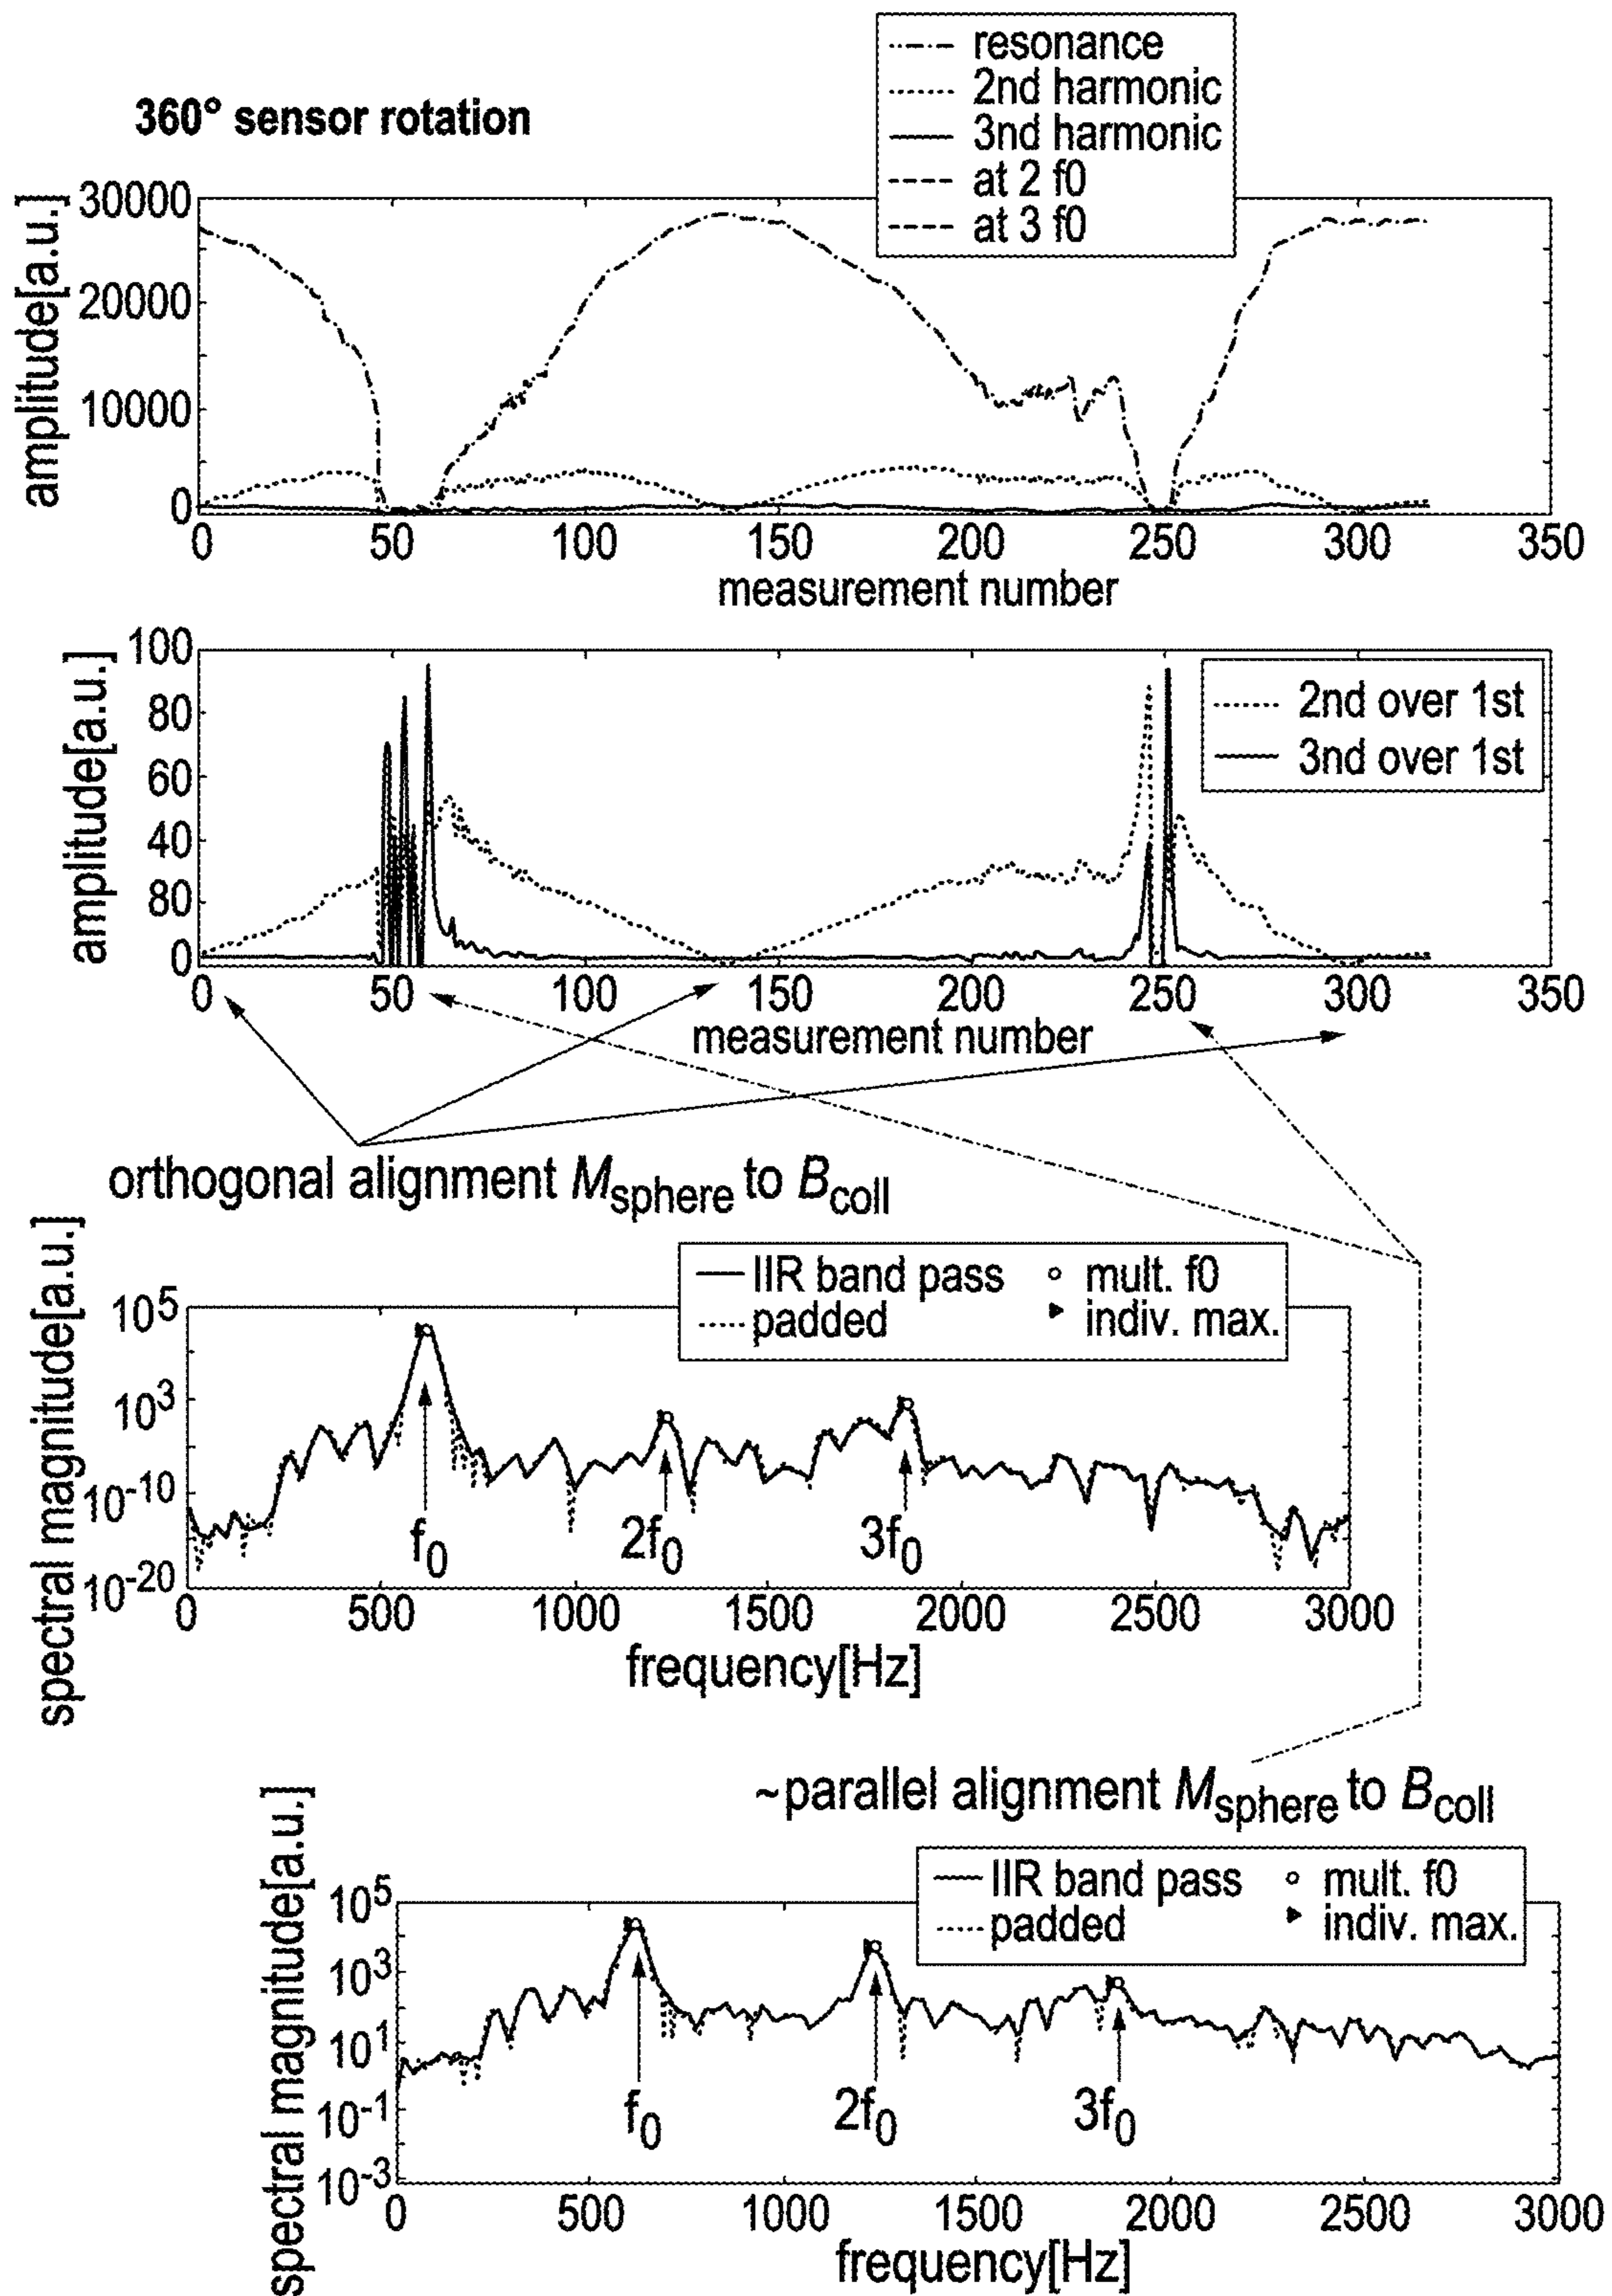 resonance
2nd harmonic
3nd harmonic
at 2 f0
at 3 f0
360° sensor rotation
amplitude[a.u.]
30000
20000
10000
0
0 50 100 150 200 250 300 350
measurement number
amplitude[a.u.]
100
80
60
40
80
0
2nd over 1st
3nd over 1st
0 50 100 150 200 250 300 350
measurement number
orthogonal alignment Msphere to Bcoll
spectral magnitude[a.u.]
IIR band pass mult. f0
padded indiv. max.
10^5
10^3
10^-10
10^-20
f0 2f0 3f0
0 500 1000 1500 2000 2500 3000
frequency[Hz]
~parallel alignment Msphere to Bcoll
spectral magnitude[a.u.]
IIR band pass mult. f0
padded indiv. max.
10^5
10^3
10^1
10^-1
10^-3
f0 2f0 3f0
0 500 1000 1500 2000 2500 3000
frequency[Hz]